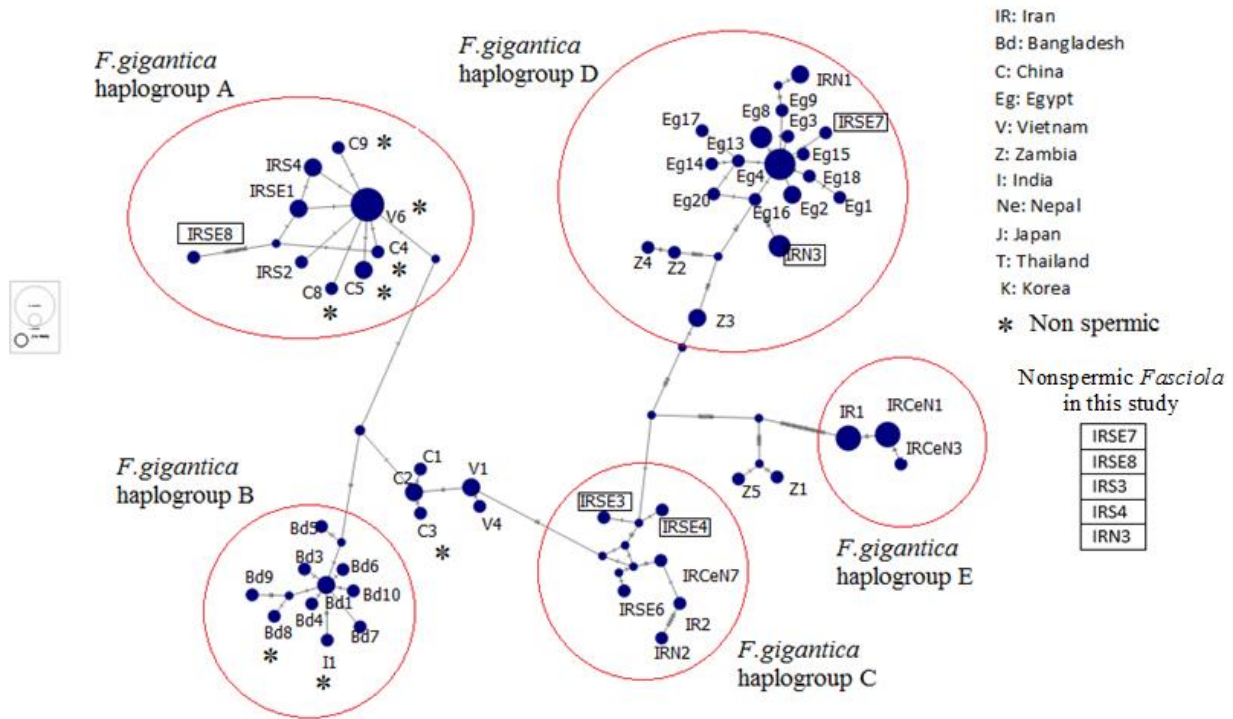 F.gigantica
haplogroup A
C9 *
IRS4
IRSE1
V6 *
IRSE8
C4
*
IRS2
C5
*
C8
*
F.gigantica
haplogroup D
IRN1
Eg9
Eg8
Eg3
IRSE7
Eg17
Eg13
Eg15
Eg14
Eg4
Eg18
Eg20
Eg16
Eg2
Eg1
IRN3
Z4
Z2
Z3
IR: Iran
Bd: Bangladesh
C: China
Eg: Egypt
V: Vietnam
Z: Zambia
I: India
Ne: Nepal
J: Japan
T: Thailand
K: Korea
* Non spermic
Nonspermic Fasciola
in this study
IRSE7
IRSE8
IRS3
IRS4
IRN3
F.gigantica
haplogroup B
Bd5
Bd3
Bd6
Bd9
Bd1
Bd10
Bd4
Bd8
Bd7
*
I1
*
C1
C2
C3
*
V1
V4
IRSE3
IRSE4
IRCeN7
IRSE6
IR2
IRN2
F.gigantica
haplogroup C
Z5
Z1
IR1
IRCeN1
IRCeN3
F.gigantica
haplogroup E